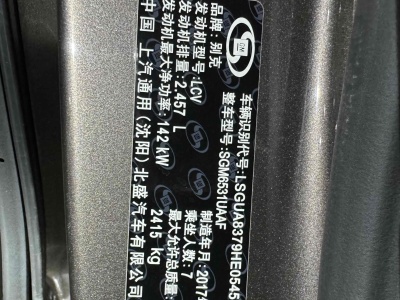 品牌：别克
发动机型号：LCV
发动机排量：2.457 L
发动机最大净功率：142 kW
中国 上汽通用（沈阳）北盛汽车有限公司
车辆识别代号：LSGUA8379HE0545
整车型号：SGM6531UAAF
制造年月：2017
乘坐人数：7
最大允许总质量
2415 kg
GM